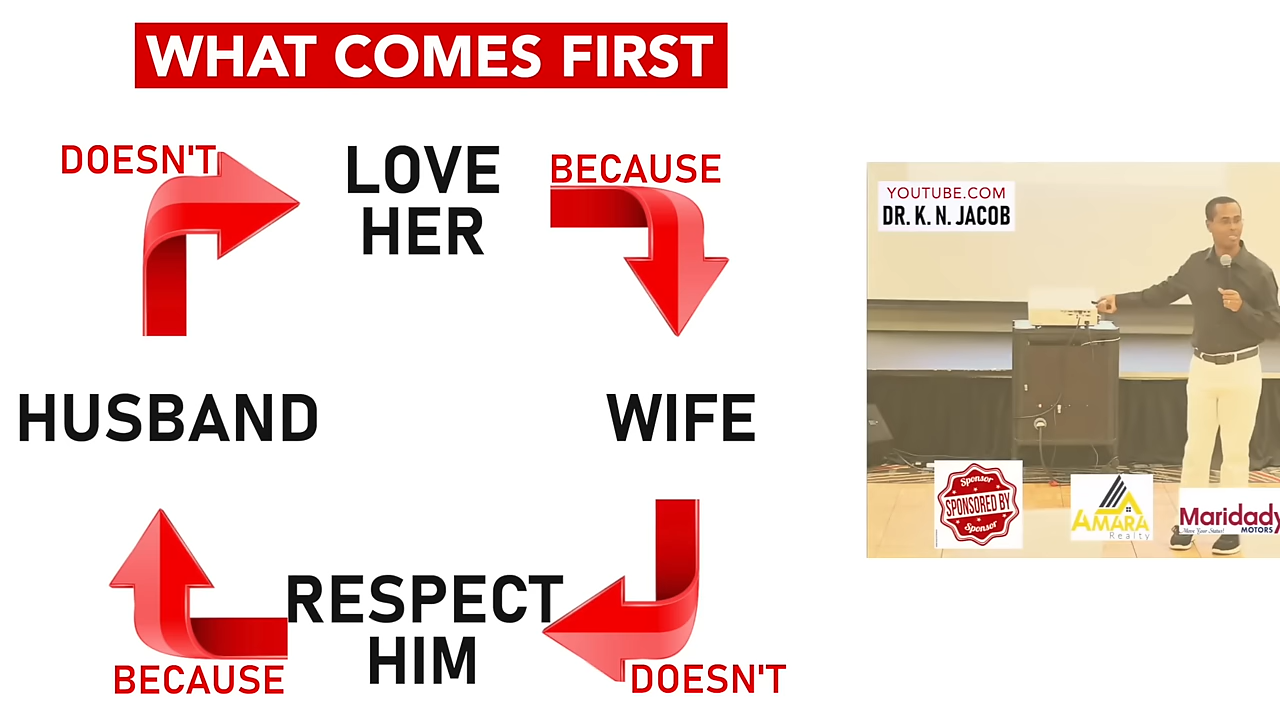 WHAT COMES FIRST
DOESN'T
LOVE
HER
BECAUSE
HUSBAND
WIFE
RESPECT
HIM
BECAUSE
DOESN'T
YOUTUBE.COM
DR. K. N. JACOB
Sponsor
SPONSORED BY
Sponsor
AMARA
Realty
Maridady
MOTORS